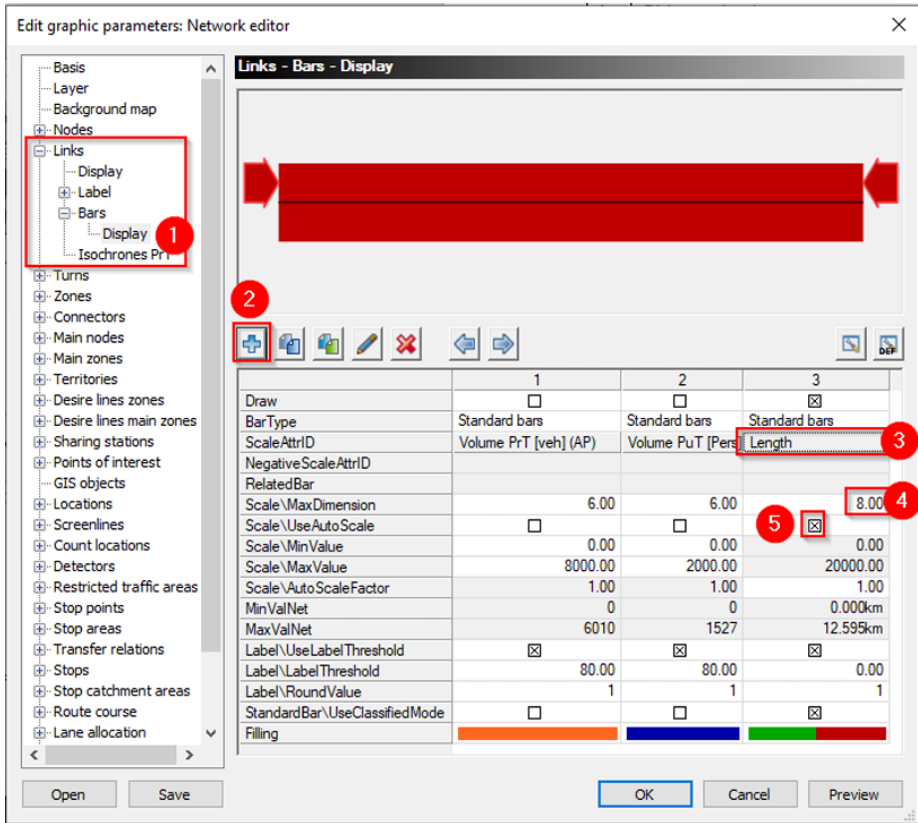 Edit graphic parameters: Network editor
Basis
Layer
Background map
Nodes
Links
Display
Label
Bars
Display
1
Isochrones PrT
Turns
Zones
Connectors
Main nodes
Main zones
Territories
Desire lines zones
Desire lines main zones
Sharing stations
Points of interest
GIS objects
Locations
Screenlines
Count locations
Detectors
Restricted traffic areas
Stop points
Stop areas
Transfer relations
Stops
Stop catchment areas
Route course
Lane allocation
Links - Bars - Display
2
DEF
1 2 3
Draw
BarType Standard bars Standard bars Standard bars
ScaleAttrID Volume PrT [veh] (AP) Volume PuT [Pers Length 3
NegativeScaleAttrID
RelatedBar
Scale\MaxDimension 6.00 6.00 8.00 4
Scale\UseAutoScale 5
Scale\MinValue 0.00 0.00 0.00
Scale\MaxValue 8000.00 2000.00 20000.00
Scale\AutoScaleFactor 1.00 1.00 1.00
MinValNet 0 0 0.000km
MaxValNet 6010 1527 12.595km
Label\UseLabelThreshold
Label\LabelThreshold 80.00 80.00 0.00
Label\RoundValue 1 1 1
StandardBar\UseClassifiedMode
Filling
Open Save OK Cancel Preview